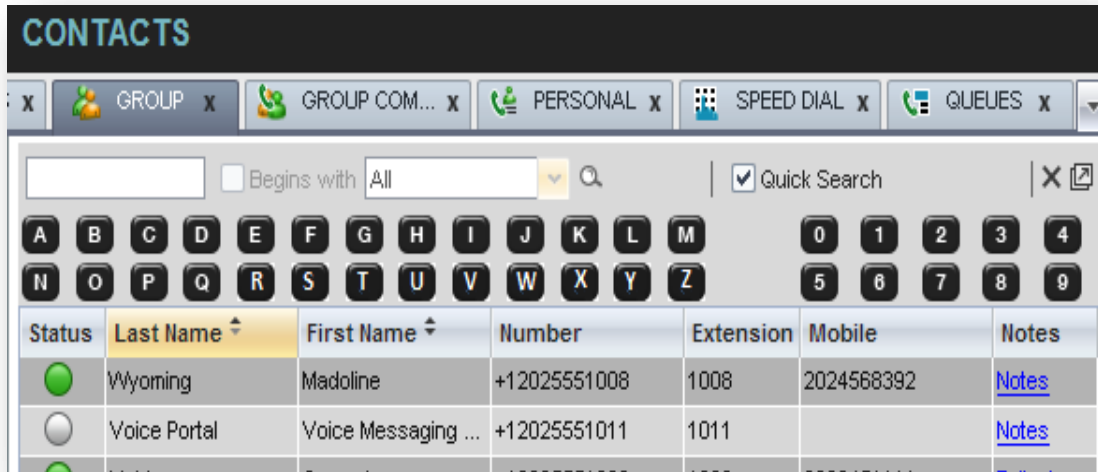 CONTACTS
x GROUP x GROUP COM... x PERSONAL x SPEED DIAL x QUEUES x
Begins with All Quick Search
A B C D E F G H I J K L M 0 1 2 3 4
N O P Q R S T U V W X Y Z 5 6 7 8 9
Status Last Name First Name Number Extension Mobile Notes
Wyoming Madoline +12025551008 1008 2024568392 Notes
Voice Portal Voice Messaging ... +12025551011 1011 Notes